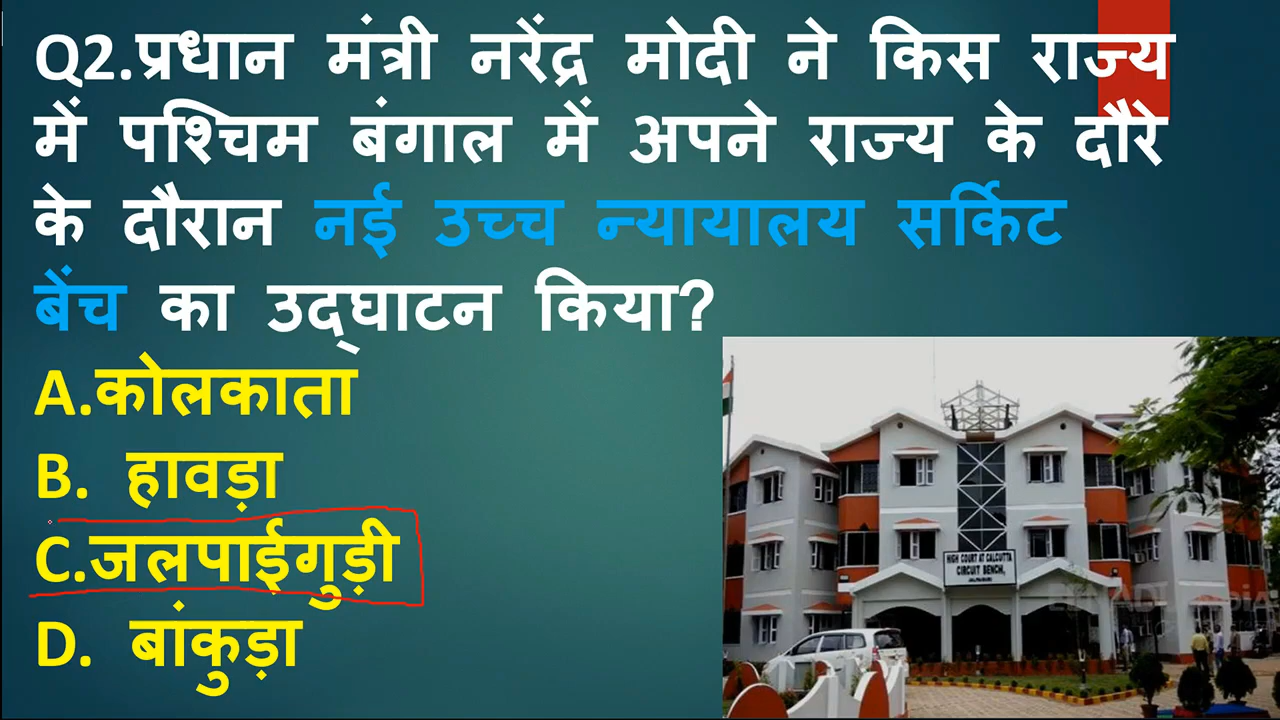 Q2.प्रधान मंत्री नरेंद्र मोदी ने किस राज्य
में पश्चिम बंगाल में अपने राज्य के दौरे
के दौरान नई उच्च न्यायालय सर्किट
बेंच का उद्घाटन किया?
A.कोलकाता
B. हावड़ा
C.जलपाईगुड़ी
D. बांकुड़ा
HIGH COURT AT CALCUTTA
CIRCUIT BENCH,
JALPAIGURI